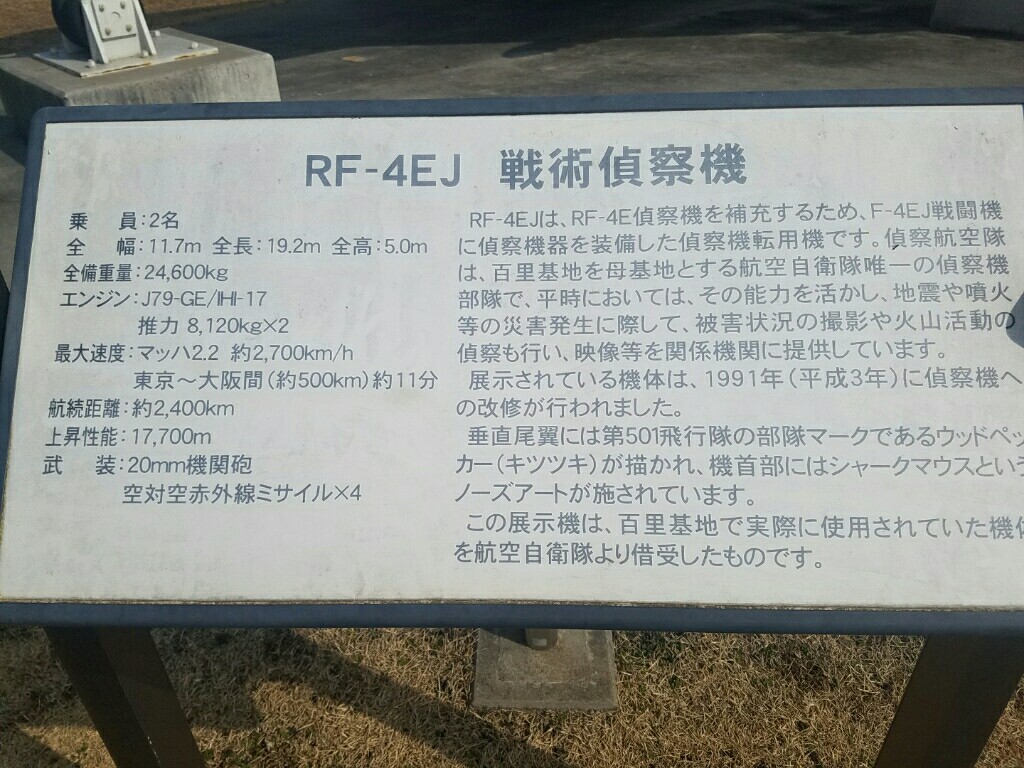 RF-4EJ 戦術偵察機
乗 員:2名
全 幅:11.7m 全長:19.2m 全高:5.0m
全備重量:24,600kg
エンジン:J79-GE/IHI-17
推力 8,120kg×2
最大速度:マッハ2.2 約2,700km/h
東京〜大阪間(約500km)約11分
航続距離:約2,400km
上昇性能:17,700m
武 装:20mm機関砲
空対空赤外線ミサイル×4
RF-4EJは、RF-4E偵察機を補充するため、F-4EJ戦闘機
に偵察機器を装備した偵察機転用機です。偵察航空隊
は、百里基地を母基地とする航空自衛隊唯一の偵察機
部隊で、平時においては、その能力を活かし、地震や噴火
等の災害発生に際して、被害状況の撮影や火山活動の
偵察も行い、映像等を関係機関に提供しています。
展示されている機体は、1991年(平成3年)に偵察機へ
の改修が行われました。
垂直尾翼には第501飛行隊の部隊マークであるウッドペッ
カー(キツツキ)が描かれ、機首部にはシャークマウスという
ノーズアートが施されています。
この展示機は、百里基地で実際に使用されていた機体
を航空自衛隊より借受したものです。